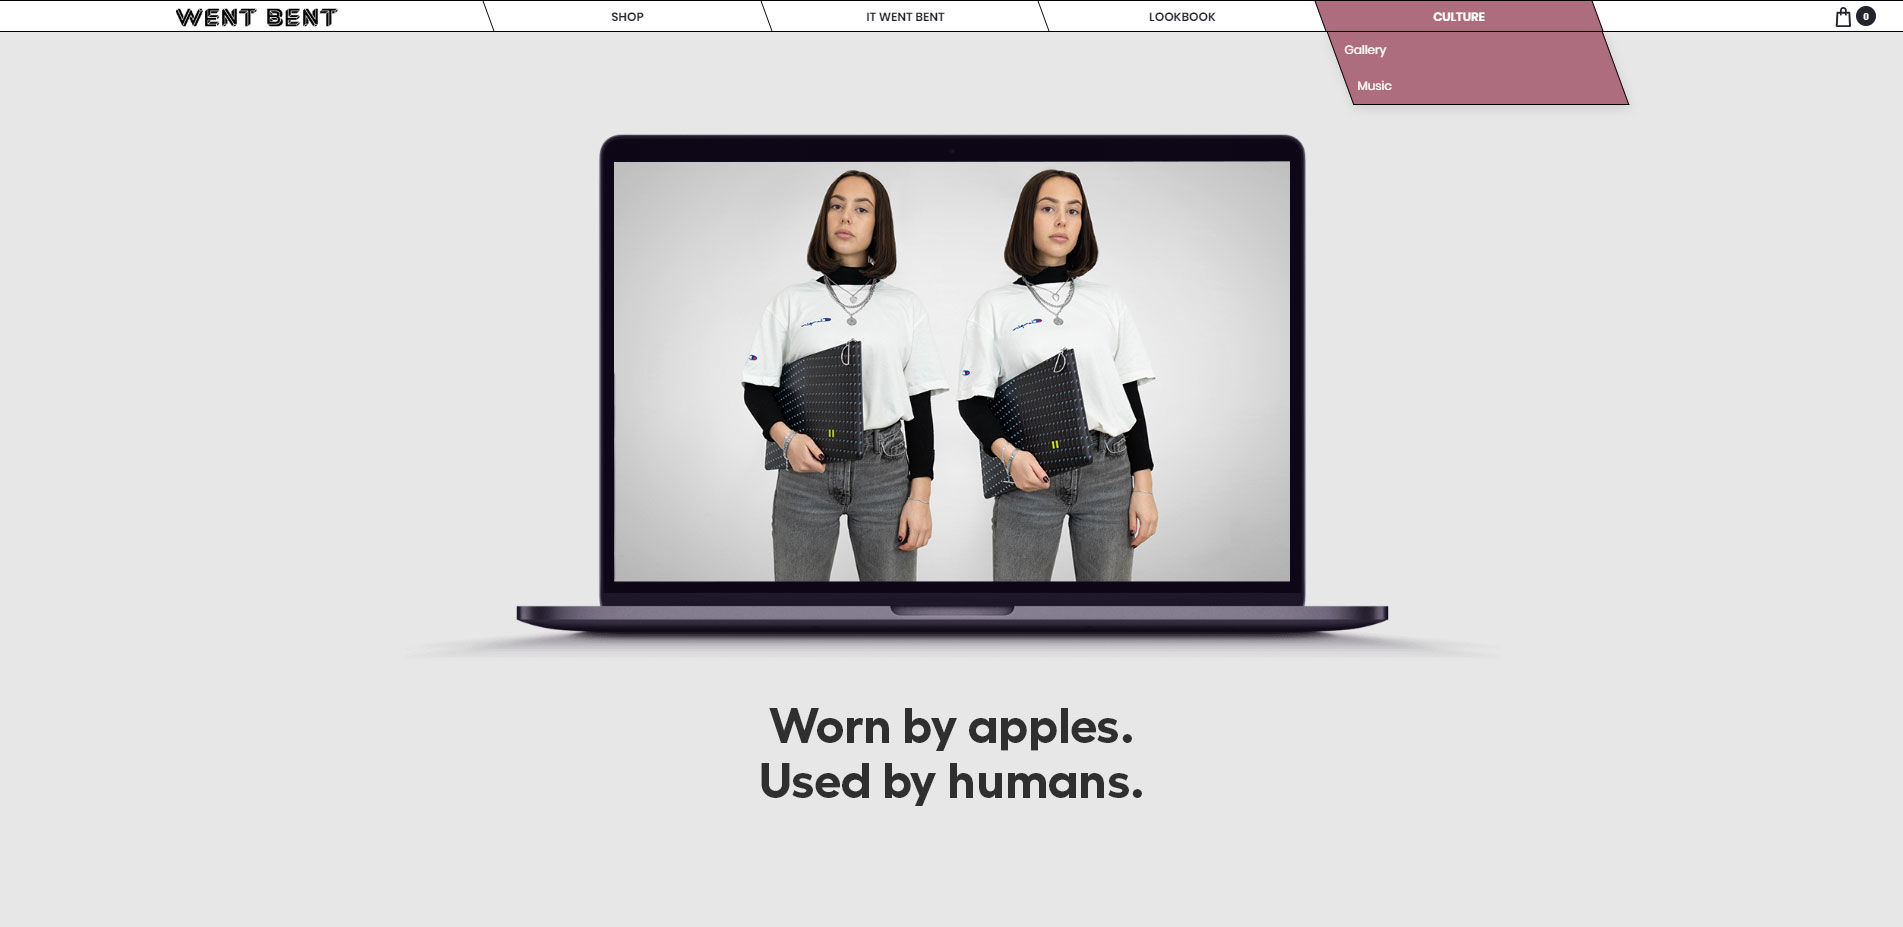 WENT BENT
SHOP
IT WENT BENT
LOOKBOOK
CULTURE
0
Gallery
Music
Worn by apples.
Used by humans.